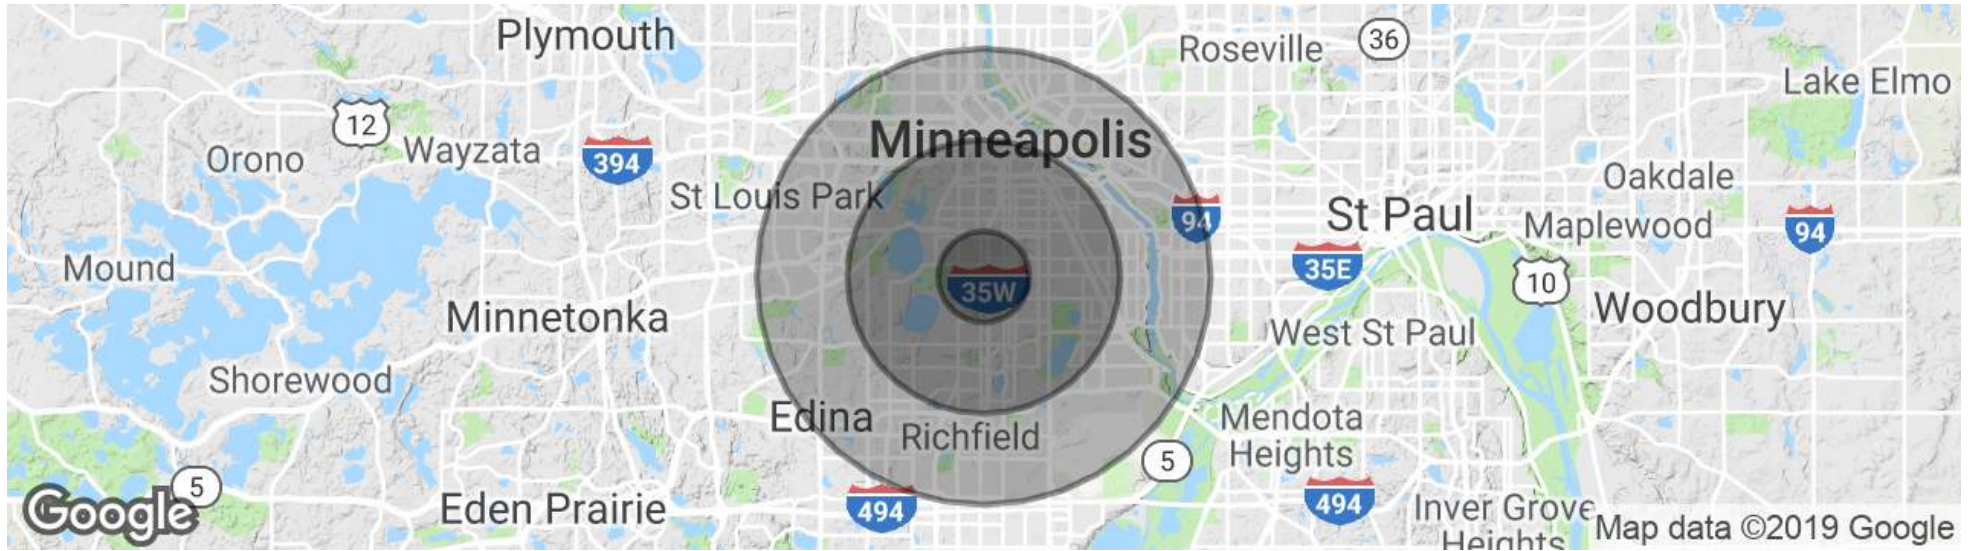 Plymouth
Roseville
36
Lake Elmo
12
Minneapolis
Orono
Wayzata
394
St Louis Park
Oakdale
94
St Paul
Maplewood
94
Mound
35E
10
35W
Minnetonka
Woodbury
West St Paul
Shorewood
Edina
Richfield
Mendota
Heights
5
5
Google
Eden Prairie
494
494
Inver Grove
Heights
Map data ©2019 Google